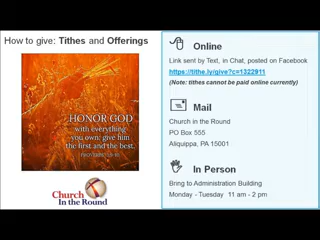 How to give: Tithes and Offerings
HONOR GOD
with everything
you own; give him
the first and the best.
PROVERBS 3:9
Church
In the Round
Online
Link sent by Text, in Chat, posted on Facebook
https://tithe.ly/give?c=1322911
(Note: tithes cannot be paid online currently)
Mail
Church in the Round
PO Box 555
Aliquippa, PA 15001
In Person
Bring to Administration Building
Monday - Tuesday 11 am - 2 pm